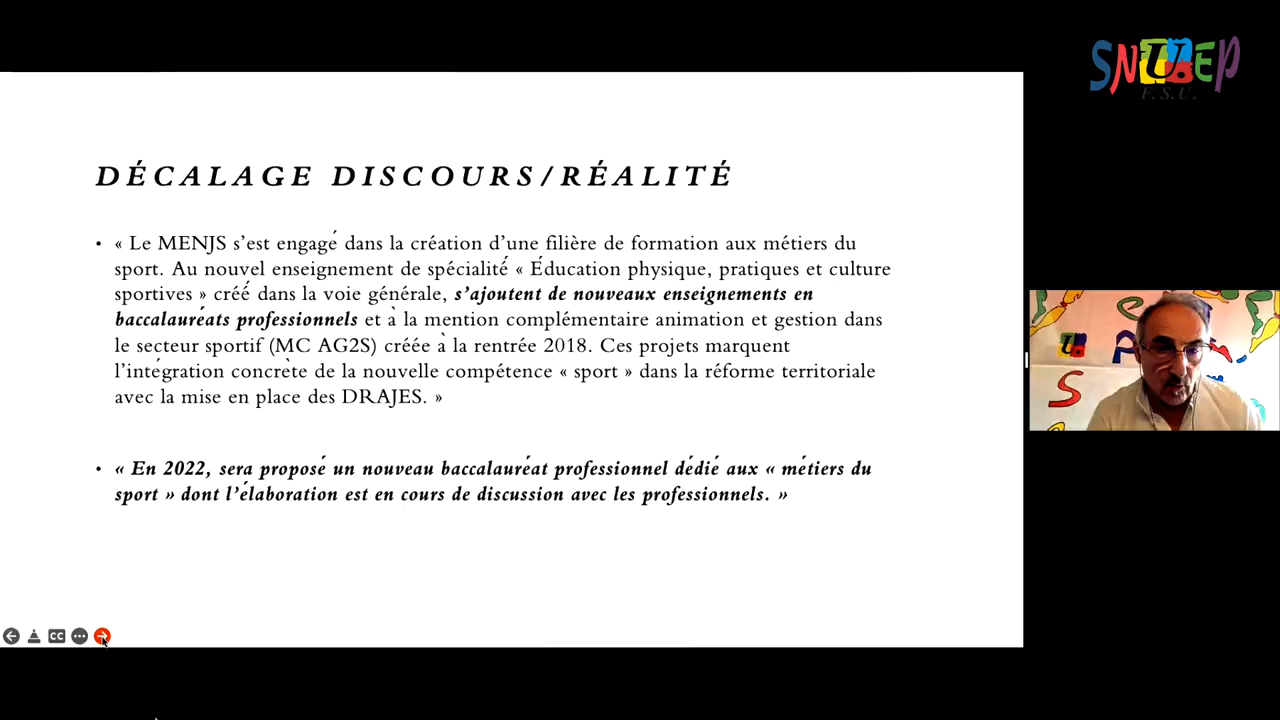 SNUEP
F.S.U.
DÉCALAGE DISCOURS/RÉALITÉ
• « Le MENJS s’est engagé dans la création d’une filière de formation aux métiers du
sport. Au nouvel enseignement de spécialité « Éducation physique, pratiques et culture
sportives » créé dans la voie générale, s’ajoutent de nouveaux enseignements en
baccalauréats professionnels et à la mention complémentaire animation et gestion dans
le secteur sportif (MC AG2S) créée à la rentrée 2018. Ces projets marquent
l’intégration concrète de la nouvelle compétence « sport » dans la réforme territoriale
avec la mise en place des DRAJES. »
• « En 2022, sera proposé un nouveau baccalauréat professionnel dédié aux « métiers du
sport » dont l’élaboration est en cours de discussion avec les professionnels. »
CC